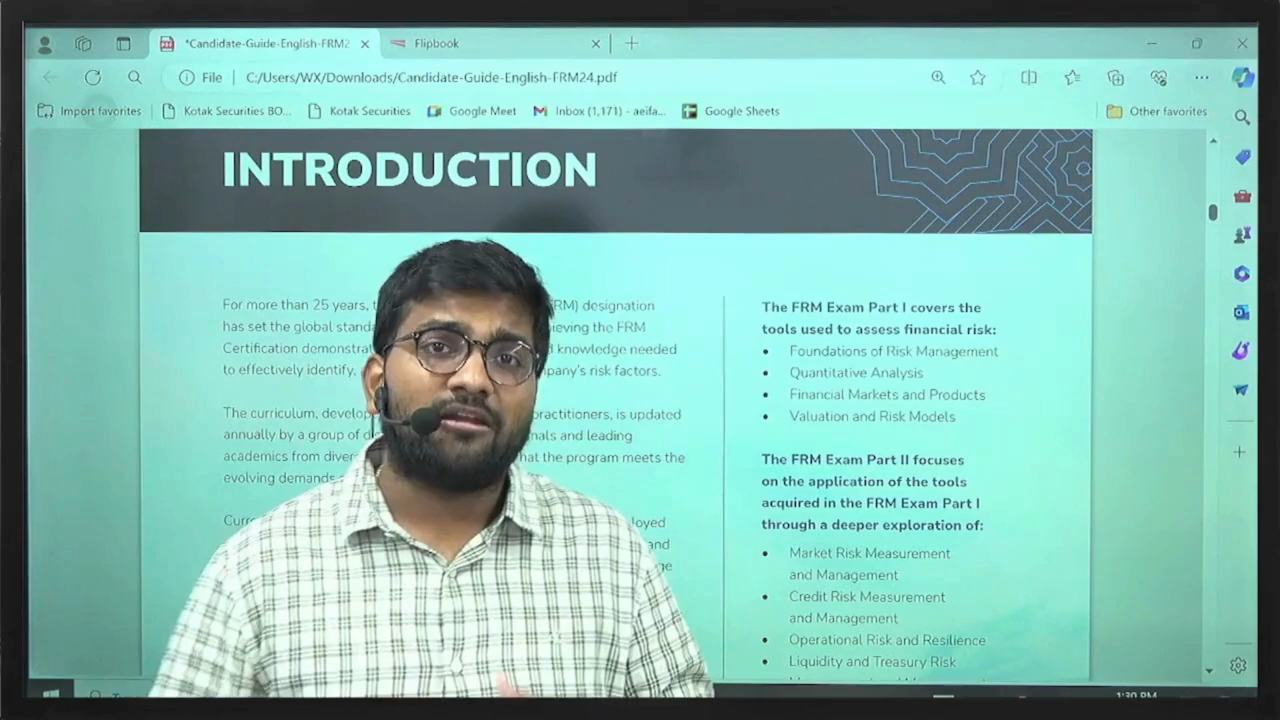 *Candidate-Guide-English-FRM2
Flipbook
File
C:/Users/WX/Downloads/Candidate-Guide-English-FRM24.pdf
Import favorites
Kotak Securities BO...
Kotak Securities
Google Meet
Inbox (1,171) - aeifa...
Google Sheets
Other favorites
INTRODUCTION
For more than 25 years,
RM) designation
has set the global
ieving the FRM
Certification
knowledge needed
to effectively identify,
pany's risk factors.
The curriculum,
practitioners, is updated
annually by a group of
nals and leading
academics from
hat the program meets the
evolving demands
loyed
and
ge
The FRM Exam Part I covers the
tools used to assess financial risk:
• Foundations of Risk Management
• Quantitative Analysis
• Financial Markets and Products
• Valuation and Risk Models
The FRM Exam Part II focuses
on the application of the tools
acquired in the FRM Exam Part I
through a deeper exploration of:
• Market Risk Measurement
and Management
• Credit Risk Measurement
and Management
• Operational Risk and Resilience
• Liquidity and Treasury Risk
1:30 PM